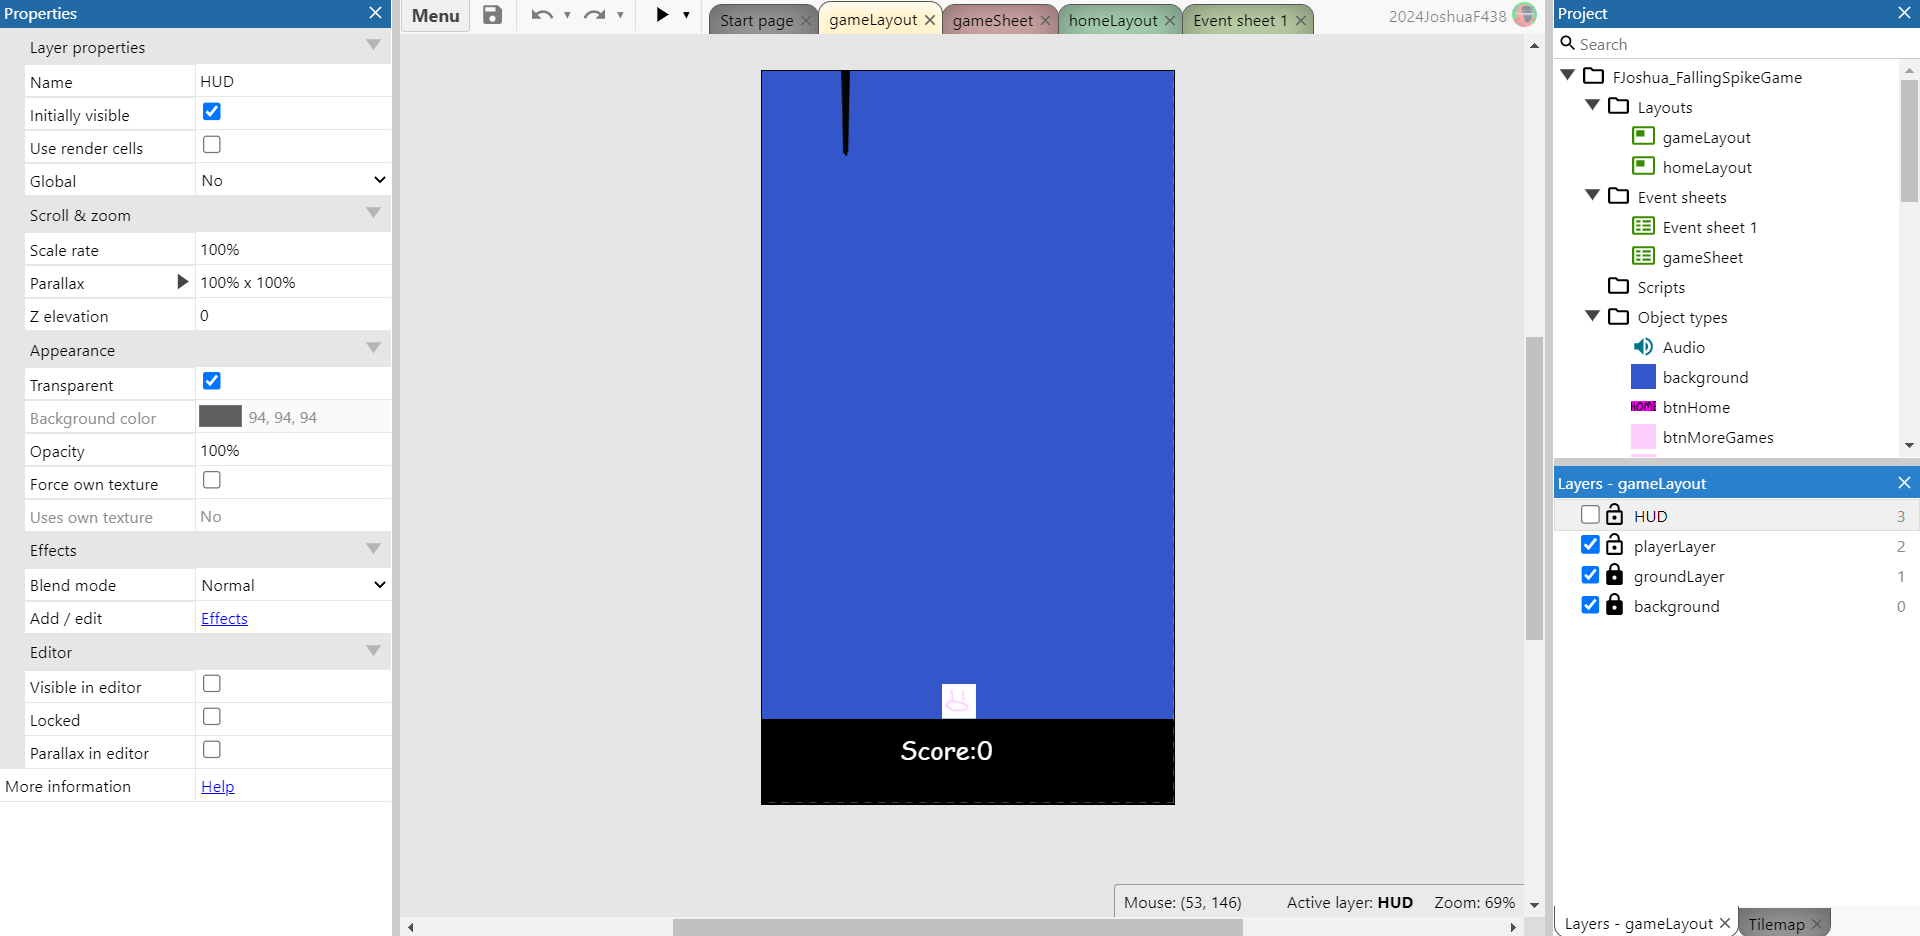 Properties
Layer properties
Name HUD
Initially visible
Use render cells
Global No
Scroll & zoom
Scale rate 100%
Parallax 100% x 100%
Z elevation 0
Appearance
Transparent
Background color 94, 94, 94
Opacity 100%
Force own texture
Uses own texture No
Effects
Blend mode Normal
Add / edit Effects
Editor
Visible in editor
Locked
Parallax in editor
More information Help
Menu
Start page gameLayout gameSheet homeLayout Event sheet 1
2024JoshuaF438
Score:0
Mouse: (53, 146) Active layer: HUD Zoom: 69%
Project
Search
FJoshua_FallingSpikeGame
Layouts
gameLayout
homeLayout
Event sheets
Event sheet 1
gameSheet
Scripts
Object types
Audio
background
HOME btnHome
btnMoreGames
Layers - gameLayout
HUD 3
playerLayer 2
groundLayer 1
background 0
Layers - gameLayout Tilemap